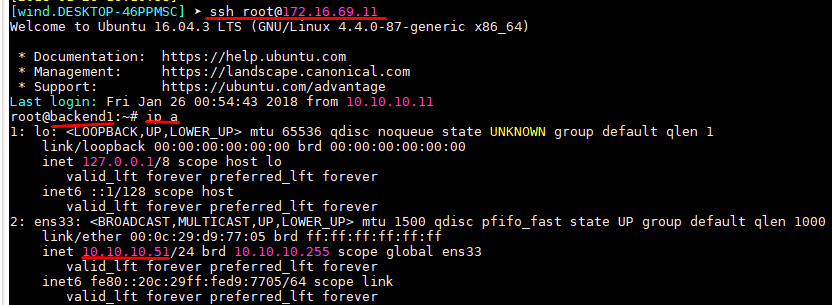 [wind.DESKTOP-46PPMSC] ➤ ssh root@172.16.69.11
Welcome to Ubuntu 16.04.3 LTS (GNU/Linux 4.4.0-87-generic x86_64)
* Documentation:  https://help.ubuntu.com
* Management:     https://landscape.canonical.com
* Support:        https://ubuntu.com/advantage
Last login: Fri Jan 26 00:54:43 2018 from 10.10.10.11
root@backend1:~# ip a
1: lo: <LOOPBACK,UP,LOWER_UP> mtu 65536 qdisc noqueue state UNKNOWN group default qlen 1
link/loopback 00:00:00:00:00:00 brd 00:00:00:00:00:00
inet 127.0.0.1/8 scope host lo
valid_lft forever preferred_lft forever
inet6 ::1/128 scope host
valid_lft forever preferred_lft forever
2: ens33: <BROADCAST,MULTICAST,UP,LOWER_UP> mtu 1500 qdisc pfifo_fast state UP group default qlen 1000
link/ether 00:0c:29:d9:77:05 brd ff:ff:ff:ff:ff:ff
inet 10.10.10.51/24 brd 10.10.10.255 scope global ens33
valid_lft forever preferred_lft forever
inet6 fe80::20c:29ff:fed9:7705/64 scope link
valid_lft forever preferred_lft forever